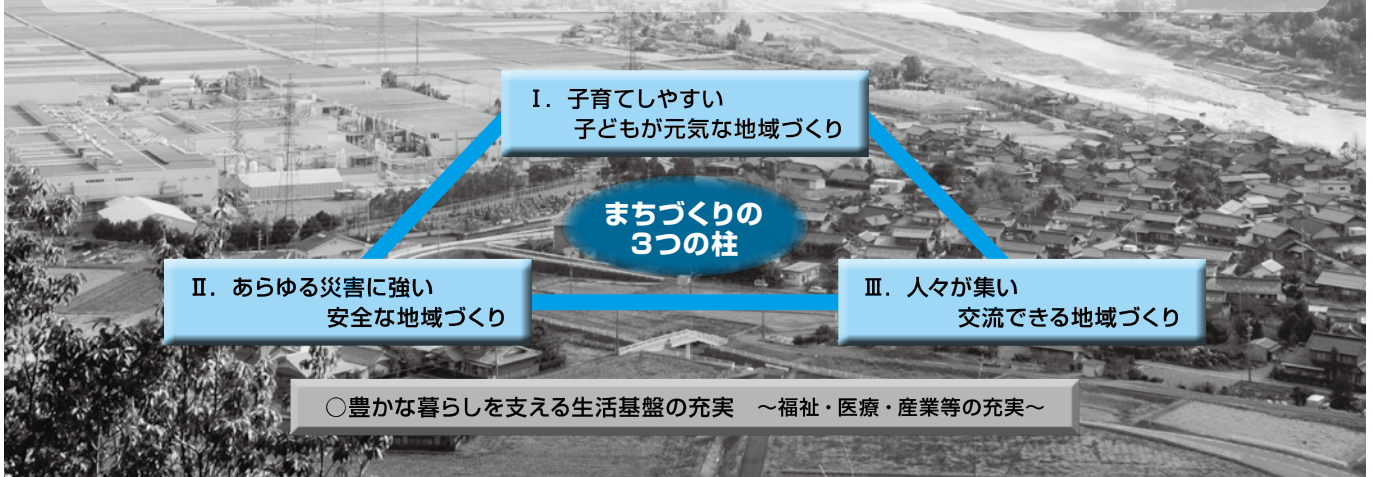 Ⅰ．子育てしやすい
子どもが元気な地域づくり
まちづくりの
3つの柱
Ⅱ．あらゆる災害に強い
安全な地域づくり
Ⅲ．人々が集い
交流できる地域づくり
○豊かな暮らしを支える生活基盤の充実　～福祉・医療・産業等の充実～